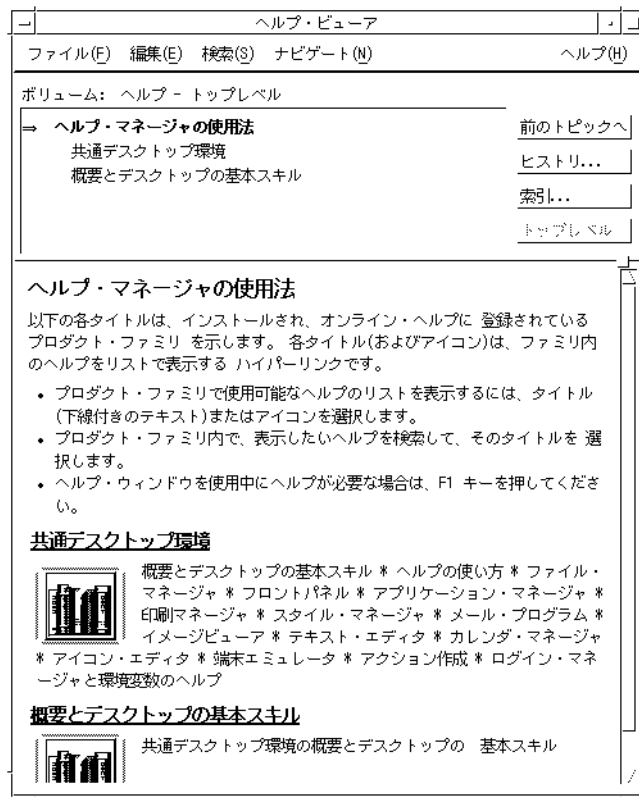 ヘルプ・ビューア
ファイル(F) 編集(E) 検索(S) ナビゲート(N) ヘルプ(H)
ボリューム: ヘルプ - トップレベル
⇒ ヘルプ・マネージャの使用法
共通デスクトップ環境
概要とデスクトップの基本スキル
前のトピックへ
ヒストリ...
索引...
トップレベル
ヘルプ・マネージャの使用法
以下の各タイトルは、インストールされ、オンライン・ヘルプに 登録されている
プロダクト・ファミリ を示します。 各タイトル(およびアイコン)は、ファミリ内
のヘルプをリストで表示する ハイパーリンクです。
• プロダクト・ファミリで使用可能なヘルプのリストを表示するには、タイトル
(下線付きのテキスト)またはアイコンを選択します。
• プロダクト・ファミリ内で、表示したいヘルプを検索して、そのタイトルを 選
択します。
• ヘルプ・ウィンドウを使用中にヘルプが必要な場合は、F1 キーを押してくださ
い。
共通デスクトップ環境
概要とデスクトップの基本スキル * ヘルプの使い方 * ファイル・
マネージャ * フロントパネル * アプリケーション・マネージャ *
印刷マネージャ * スタイル・マネージャ * メール・プログラム *
イメージビューア * テキスト・エディタ * カレンダ・マネージャ
* アイコン・エディタ * 端末エミュレータ * アクション作成 * ログイン・マネ
ージャと環境変数のヘルプ
概要とデスクトップの基本スキル
共通デスクトップ環境の概要とデスクトップの 基本スキル